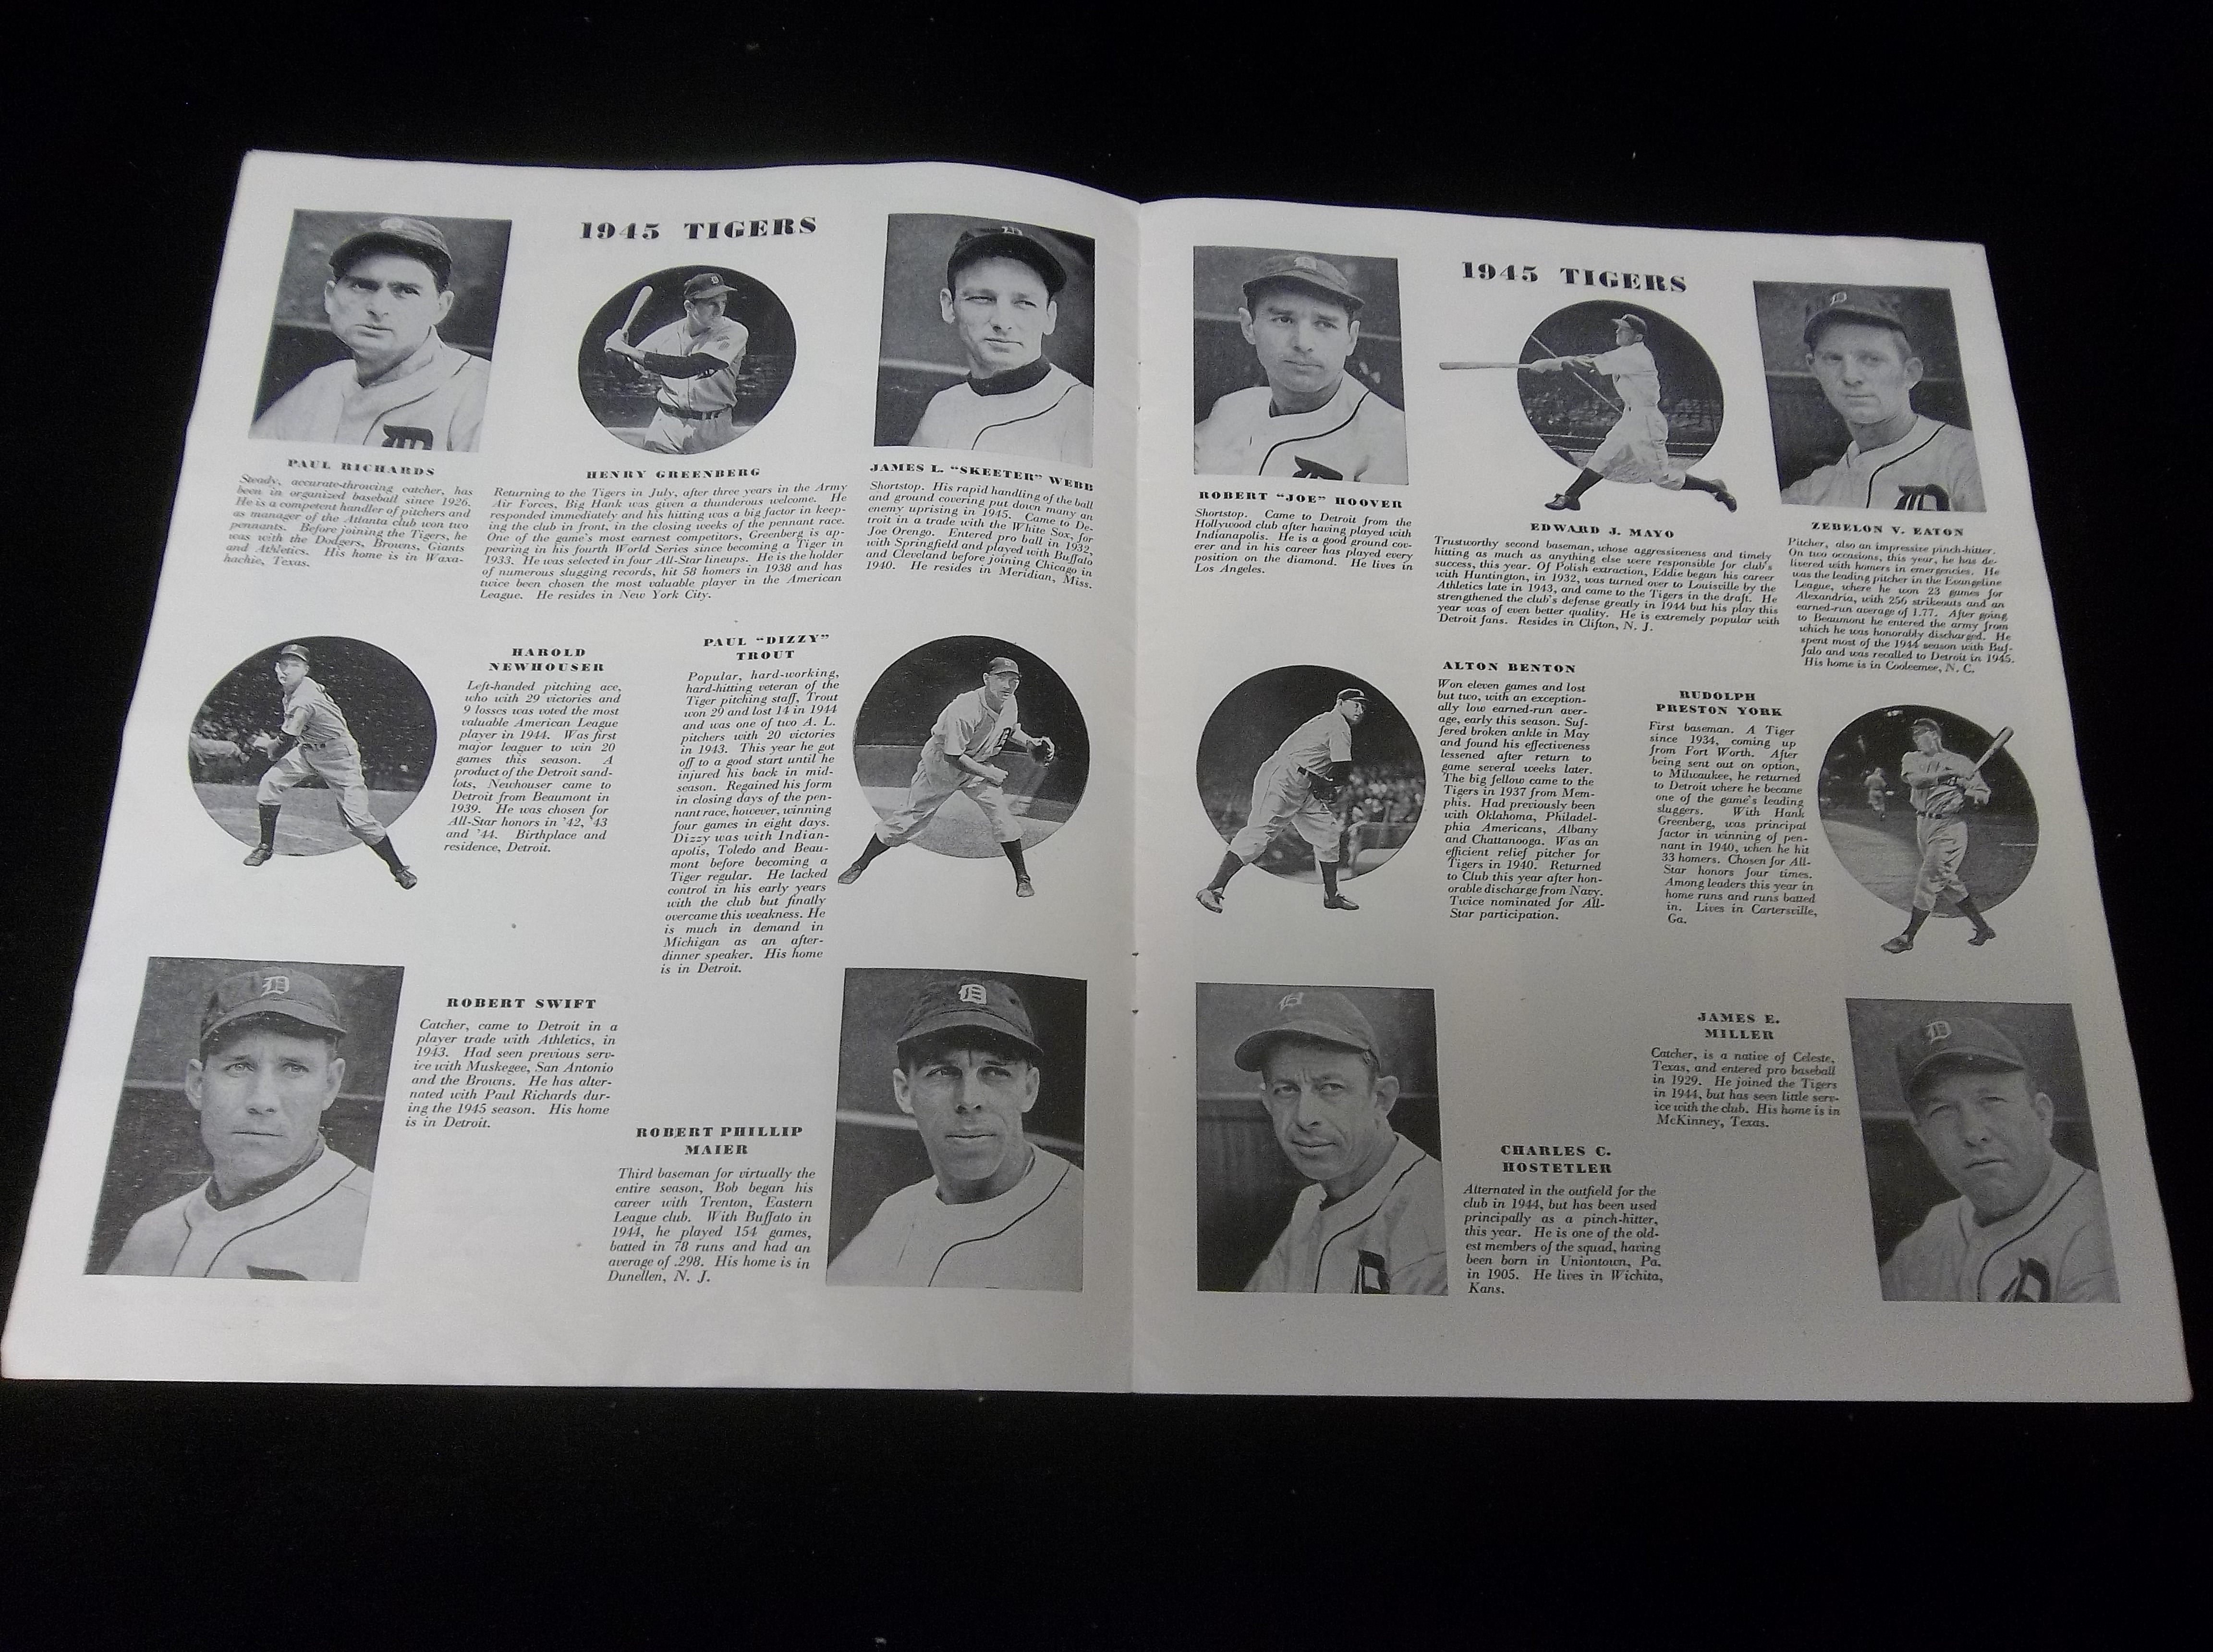 1945 TIGERS
PAUL RICHARDS
Steady, accurate-throwing catcher, has
been in organized baseball since 1926.
He is a competent handler of pitchers and
as manager of the Atlanta club won two
pennants. Before joining the Tigers, he
was with the Dodgers, Browns, Giants
and Athletics. His home is in Waxa-
hachie, Texas.
HENRY GREENBERG
Returning to the Tigers in July, after three years in the Army
Air Forces, Big Hank was given a thunderous welcome. He
responded immediately and his hitting was a big factor in keep-
ing the club in front, in the closing weeks of the pennant race.
One of the game's most earnest competitors, Greenberg is ap-
pearing in his fourth World Series since becoming a Tiger in
1933. He was selected in four All-Star lineups. He is the holder
of numerous slugging records, hit 58 homers in 1938 and has
twice been chosen the most valuable player in the American
League. He resides in New York City.
JAMES L. "SKEETER" WEBB
Shortstop. His rapid handling of the ball
and ground covering put down many an
enemy uprising in 1945. Came to De-
troit in a trade with the White Sox, for
Joe Orengo. Entered pro ball in 1932,
with Springfield and played with Buffalo
and Cleveland before joining Chicago in
1940. He resides in Meridian, Miss.
HAROLD
NEWHOUSER
Left-handed pitching ace,
who with 29 victories and
9 losses was voted the most
valuable American League
player in 1944. Was first
major leaguer to win 20
games this season. A
product of the Detroit sand-
lots, Newhouser came to
Detroit from Beaumont in
1939. He was chosen for
All-Star honors in '42, '43
and '44. Birthplace and
residence, Detroit.
PAUL "DIZZY"
TROUT
Popular, hard-working,
hard-hitting veteran of the
Tiger pitching staff, Trout
won 29 and lost 14 in 1944
and was one of two A. L.
pitchers with 20 victories
in 1943. This year he got
off to a good start until he
injured his back in mid-
season. Regained his form
in closing days of the pen-
nant race, however, winning
four games in eight days.
Dizzy was with Indian-
apolis, Toledo and Beau-
mont before becoming a
Tiger regular. He lacked
control in his early years
with the club but finally
overcame this weakness. He
is much in demand in
Michigan as an after-
dinner speaker. His home
is in Detroit.
ROBERT SWIFT
Catcher, came to Detroit in a
player trade with Athletics, in
1943. Had seen previous serv-
ice with Muskegee, San Antonio
and the Browns. He has alter-
nated with Paul Richards dur-
ing the 1945 season. His home
is in Detroit.
ROBERT PHILLIP
MAIER
Third baseman for virtually the
entire season, Bob began his
career with Trenton, Eastern
League club. With Buffalo in
1944, he played 154 games,
batted in 78 runs and had an
average of .298. His home is in
Dunellen, N. J.
1945 TIGERS
ROBERT "JOE" HOOVER
Shortstop. Came to Detroit from the
Hollywood club after having played with
Indianapolis. He is a good ground cov-
erer and in his career has played every
position on the diamond. He lives in
Los Angeles.
EDWARD J. MAYO
Trustworthy second baseman, whose aggressiveness and timely
hitting as much as anything else were responsible for club's
success, this year. Of Polish extraction, Eddie began his career
with Huntington, in 1932, was turned over to Louisville by the
Athletics late in 1943, and came to the Tigers in the draft. He
strengthened the club's defense greatly in 1944 but his play this
year was of even better quality. He is extremely popular with
Detroit fans. Resides in Clifton, N. J.
ZEBELON V. EATON
Pitcher, also an impressive pinch-hitter.
On two occasions, this year, he has de-
livered with homers in emergencies. He
was the leading pitcher in the Evangeline
League, where he won 23 games for
Alexandria, with 256 strikeouts and an
earned-run average of 1.77. After going
to Beaumont he entered the army from
which he was honorably discharged. He
spent most of the 1944 season with Buf-
falo and was recalled to Detroit in 1945.
His home is in Cooleemee, N. C.
ALTON BENTON
Won eleven games and lost
but two, with an exception-
ally low earned-run aver-
age, early this season. Suf-
fered broken ankle in May
and found his effectiveness
lessened after return to
game several weeks later.
The big fellow came to the
Tigers in 1937 from Mem-
phis. Had previously been
with Oklahoma, Philadel-
phia Americans, Albany
and Chattanooga. Was an
efficient relief pitcher for
Tigers in 1940. Returned
to Club this year after hon-
orable discharge from Navy.
Twice nominated for All-
Star participation.
RUDOLPH
PRESTON YORK
First baseman. A Tiger
since 1934, coming up
from Fort Worth. After
being sent out on option,
to Milwaukee, he returned
to Detroit where he became
one of the game's leading
sluggers. With Hank
Greenberg, was principal
factor in winning of pen-
nant in 1940, when he hit
33 homers. Chosen for All-
Star honors four times.
Among leaders this year in
home runs and runs batted
in. Lives in Cartersville,
Ga.
CHARLES C.
HOSTETLER
Alternated in the outfield for the
club in 1944, but has been used
principally as a pinch-hitter,
this year. He is one of the old-
est members of the squad, having
been born in Uniontown, Pa.
in 1905. He lives in Wichita,
Kans.
JAMES E.
MILLER
Catcher, is a native of Celeste,
Texas, and entered pro baseball
in 1929. He joined the Tigers
in 1944, but has seen little serv-
ice with the club. His home is in
McKinney, Texas.